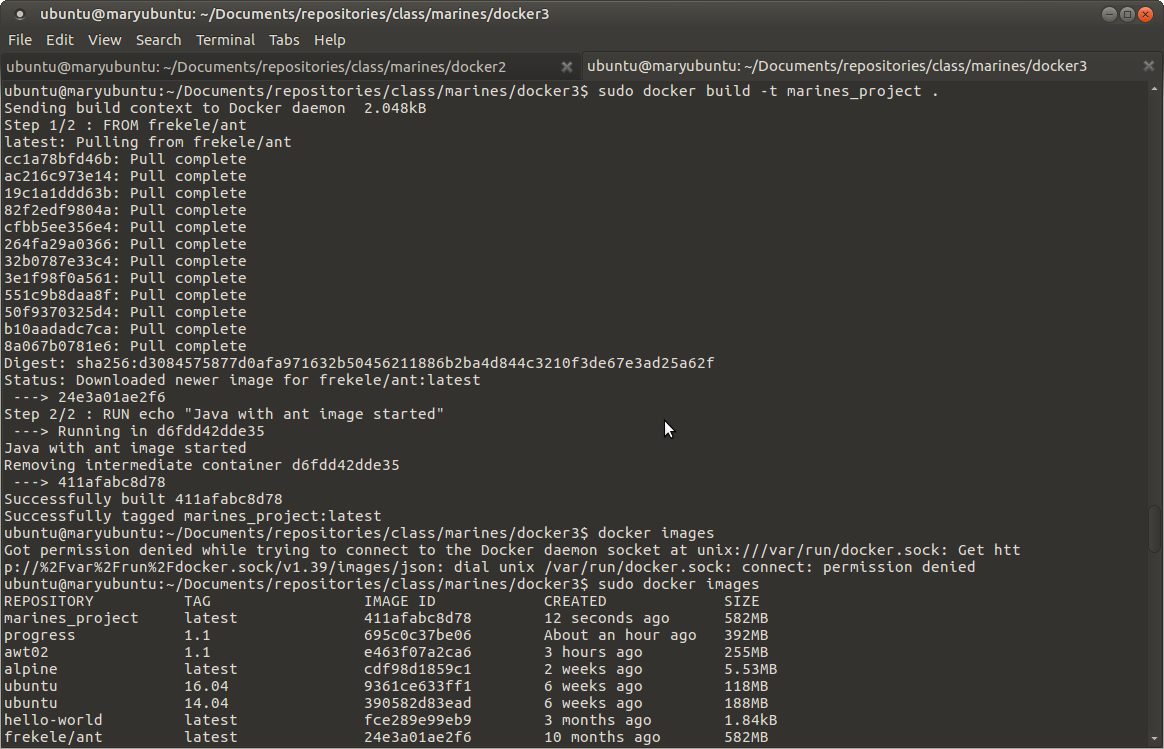 ubuntu@maryubuntu: ~/Documents/repositories/class/marines/docker3
File Edit View Search Terminal Tabs Help
ubuntu@maryubuntu: ~/Documents/repositories/class/marines/docker2 ubuntu@maryubuntu: ~/Documents/repositories/class/marines/docker3
ubuntu@maryubuntu:~/Documents/repositories/class/marines/docker3$ sudo docker build -t marines_project .
Sending build context to Docker daemon  2.048kB
Step 1/2 : FROM frekele/ant
latest: Pulling from frekele/ant
cc1a78bfd46b: Pull complete
ac216c973e14: Pull complete
19c1a1ddd63b: Pull complete
82f2edf9804a: Pull complete
cfbb5ee356e4: Pull complete
264fa29a0366: Pull complete
32b0787e33c4: Pull complete
3e1f98f0a561: Pull complete
551c9b8daa8f: Pull complete
50f9370325d4: Pull complete
b10aadadc7ca: Pull complete
8a067b0781e6: Pull complete
Digest: sha256:d3084575877d0afa971632b50456211886b2ba4d844c3210f3de67e3ad25a62f
Status: Downloaded newer image for frekele/ant:latest
 ---> 24e3a01ae2f6
Step 2/2 : RUN echo "Java with ant image started"
 ---> Running in d6fdd42dde35
Java with ant image started
Removing intermediate container d6fdd42dde35
 ---> 411afabc8d78
Successfully built 411afabc8d78
Successfully tagged marines_project:latest
ubuntu@maryubuntu:~/Documents/repositories/class/marines/docker3$ docker images
Got permission denied while trying to connect to the Docker daemon socket at unix:///var/run/docker.sock: Get htt
p://%2Fvar%2Frun%2Fdocker.sock/v1.39/images/json: dial unix /var/run/docker.sock: connect: permission denied
ubuntu@maryubuntu:~/Documents/repositories/class/marines/docker3$ sudo docker images
REPOSITORY          TAG                 IMAGE ID            CREATED             SIZE
marines_project     latest              411afabc8d78        12 seconds ago      582MB
progress            1.1                 695c0c37be06        About an hour ago   392MB
awt02               1.1                 e463f07a2ca6        3 hours ago         255MB
alpine              latest              cdf98d1859c1        2 weeks ago         5.53MB
ubuntu              16.04               9361ce633ff1        6 weeks ago         118MB
ubuntu              14.04               390582d83ead        6 weeks ago         188MB
hello-world         latest              fce289e99eb9        3 months ago        1.84kB
frekele/ant         latest              24e3a01ae2f6        10 months ago       582MB